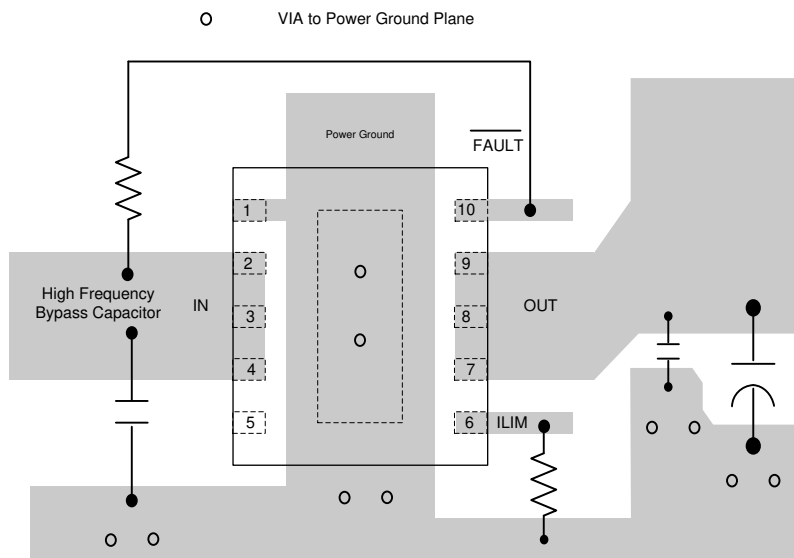 VIA to Power Ground Plane
Power Ground
FAULT
1
10
2
9
High Frequency
Bypass Capacitor
IN
3
8
OUT
4
7
5
6
ILIM